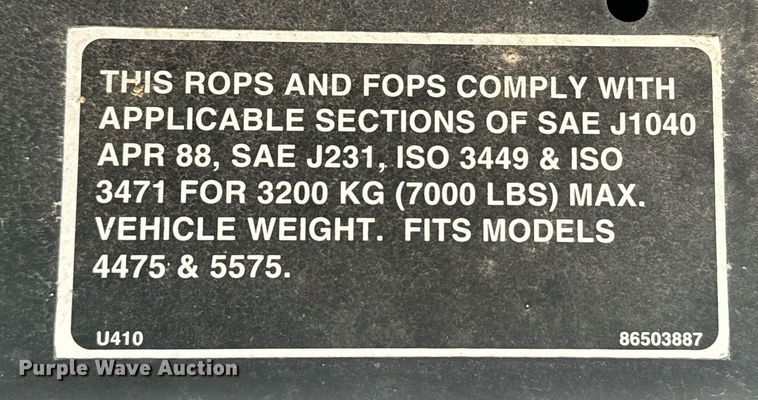 THIS ROPS AND FOPS COMPLY WITH
APPLICABLE SECTIONS OF SAE J1040
APR 88, SAE J231, ISO 3449 & ISO
3471 FOR 3200 KG (7000 LBS) MAX.
VEHICLE WEIGHT. FITS MODELS
4475 & 5575.
U410 86503887
Purple Wave Auction